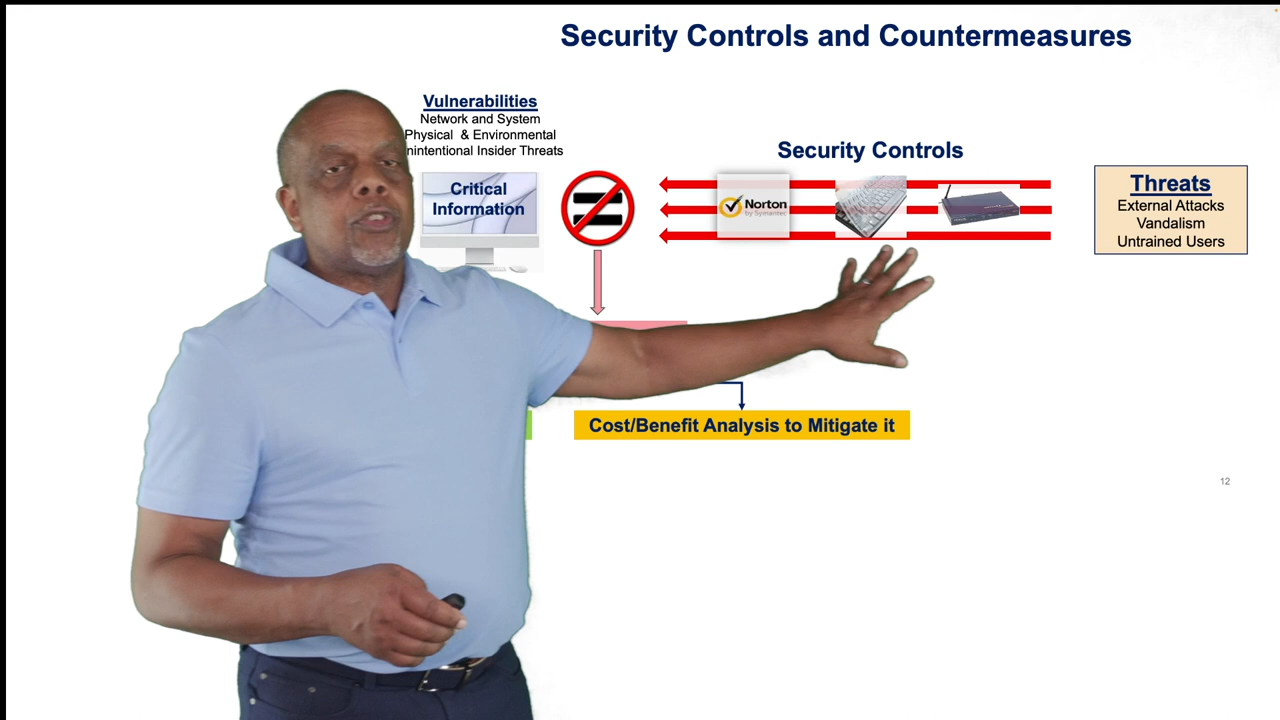 Security Controls and Countermeasures
Vulnerabilities
Network and System
Physical & Environmental
nintentional Insider Threats
Critical
Information
Security Controls
Norton
by Symantec
Threats
External Attacks
Vandalism
Untrained Users
Cost/Benefit Analysis to Mitigate it
12